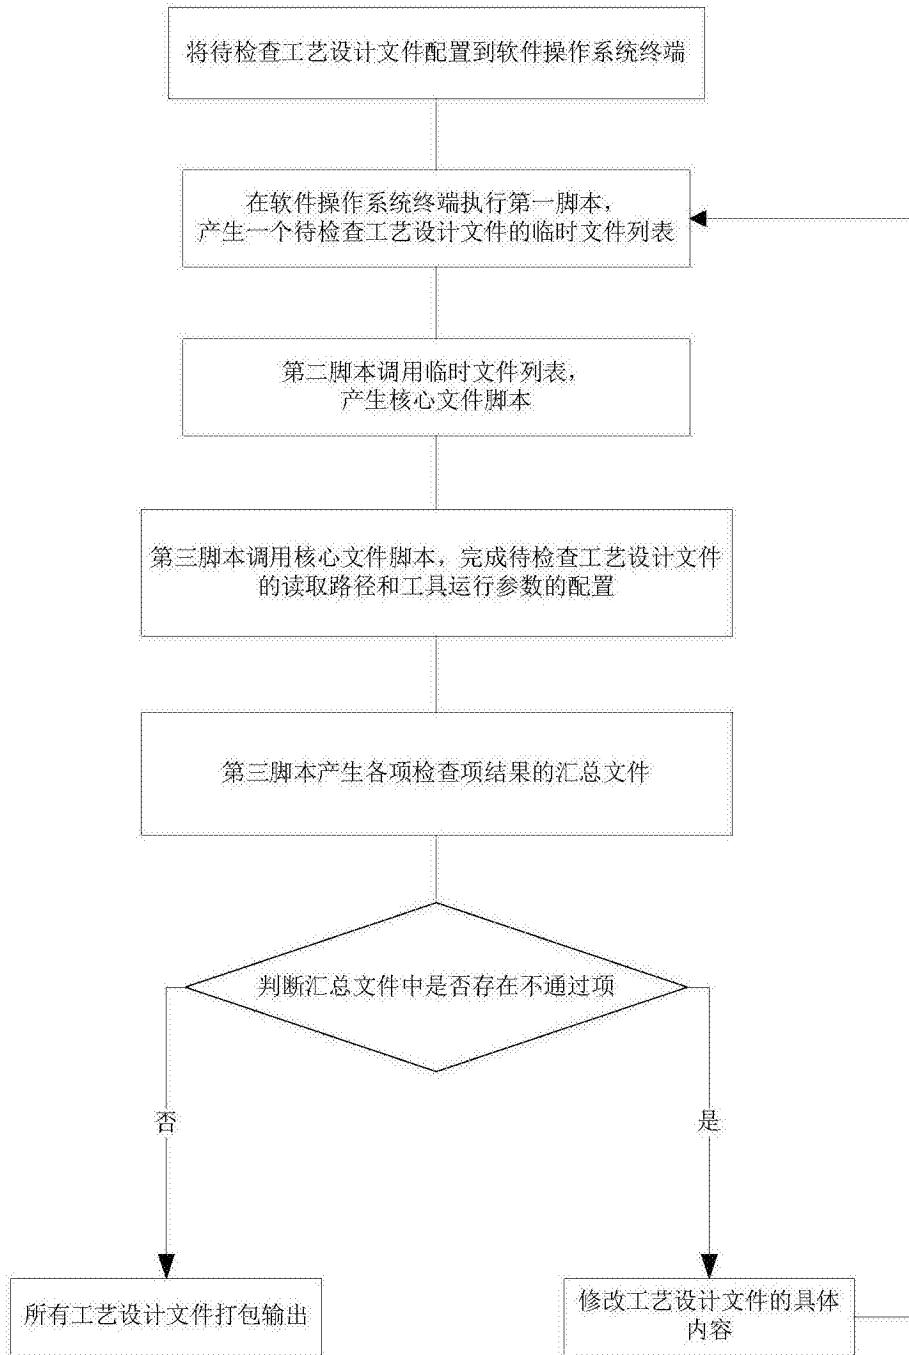 将待检查工艺设计文件配置到软件操作系统终端
在软件操作系统终端执行第一脚本，
产生一个待检查工艺设计文件的临时文件列表
第二脚本调用临时文件列表，
产生核心文件脚本
第三脚本调用核心文件脚本，完成待检查工艺设计文件
的读取路径和工具运行参数的配置
第三脚本产生各项检查项结果的汇总文件
判断汇总文件中是否存在不通过项
否
是
所有工艺设计文件打包输出
修改工艺设计文件的具体
内容